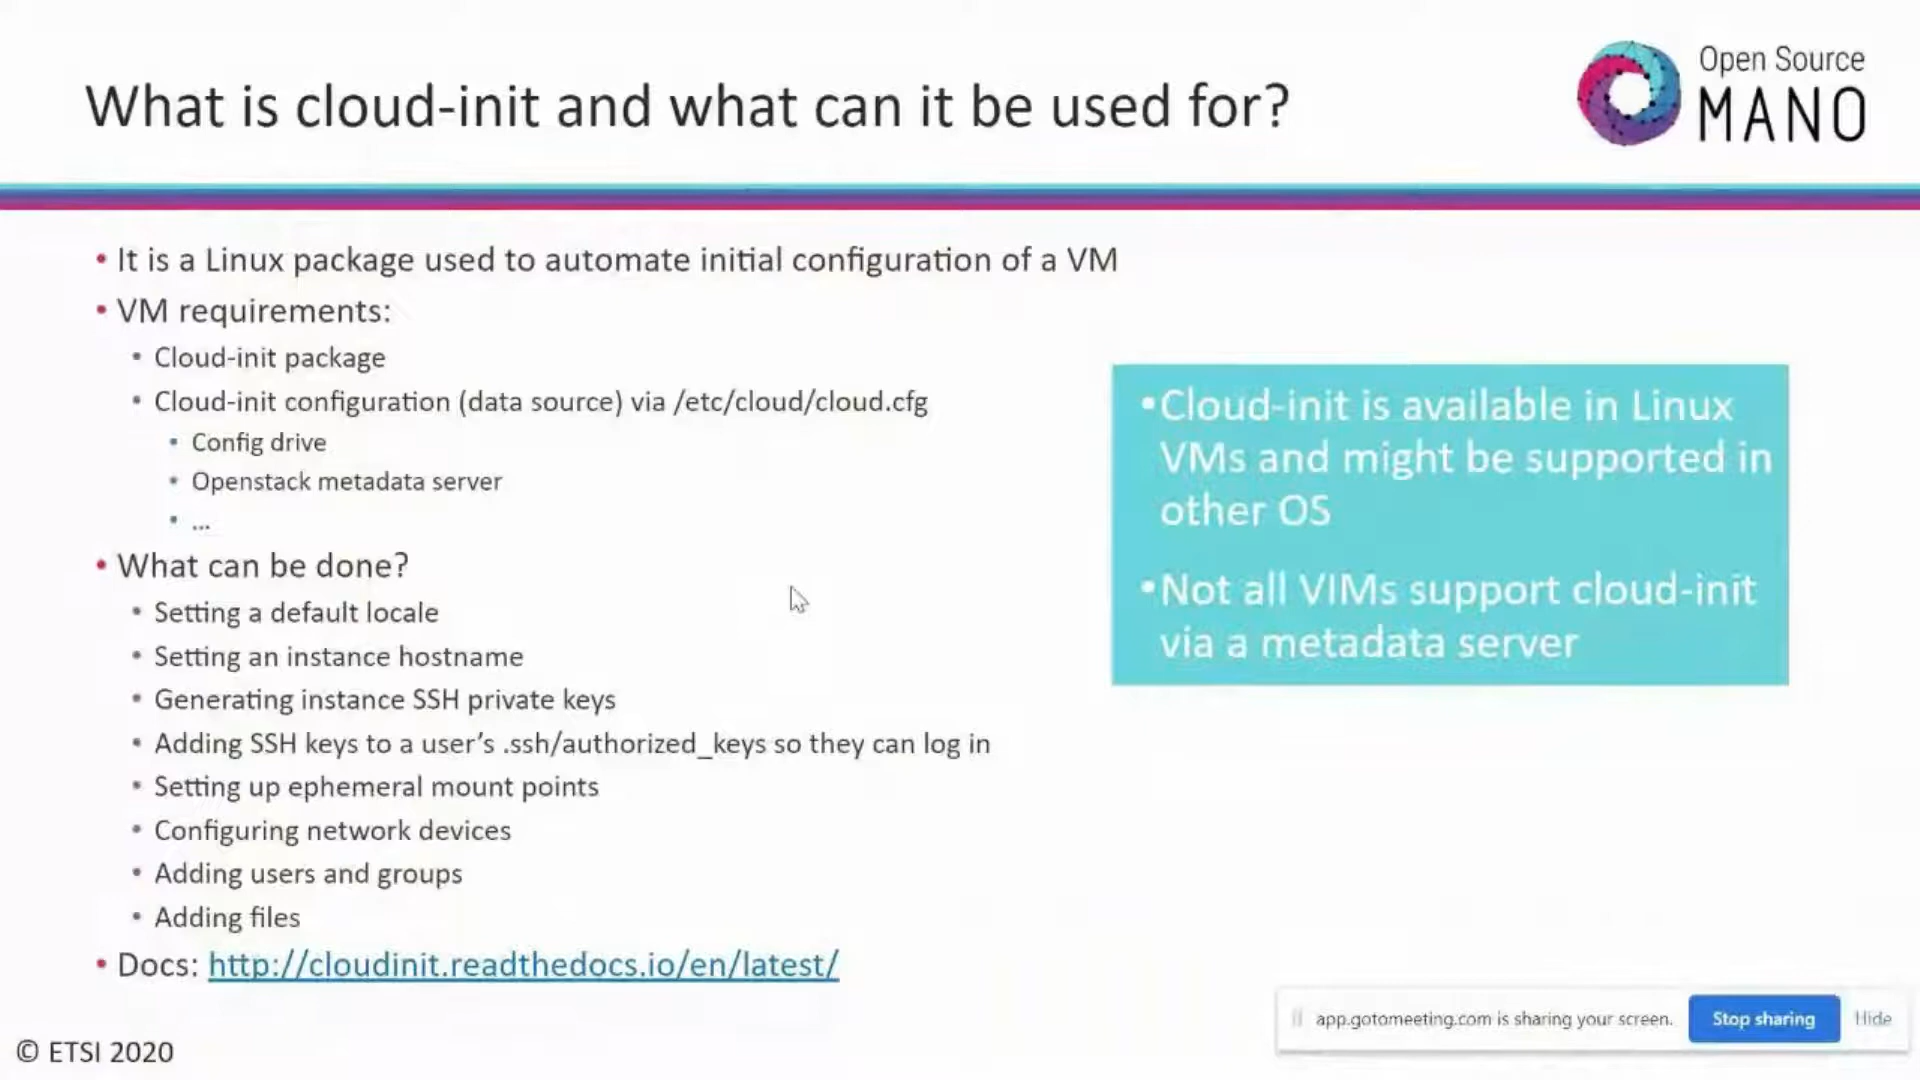 What is cloud-init and what can it be used for?
Open Source
MANO
• It is a Linux package used to automate initial configuration of a VM
• VM requirements:
• Cloud-init package
• Cloud-init configuration (data source) via /etc/cloud/cloud.cfg
• Config drive
• Openstack metadata server
• ...
• What can be done?
• Setting a default locale
• Setting an instance hostname
• Generating instance SSH private keys
• Adding SSH keys to a user’s .ssh/authorized_keys so they can log in
• Setting up ephemeral mount points
• Configuring network devices
• Adding users and groups
• Adding files
• Docs: http://cloudinit.readthedocs.io/en/latest/
•Cloud-init is available in Linux
VMs and might be supported in
other OS
•Not all VIMs support cloud-init
via a metadata server
app.gotomeeting.com is sharing your screen.
Stop sharing
Hide
© ETSI 2020